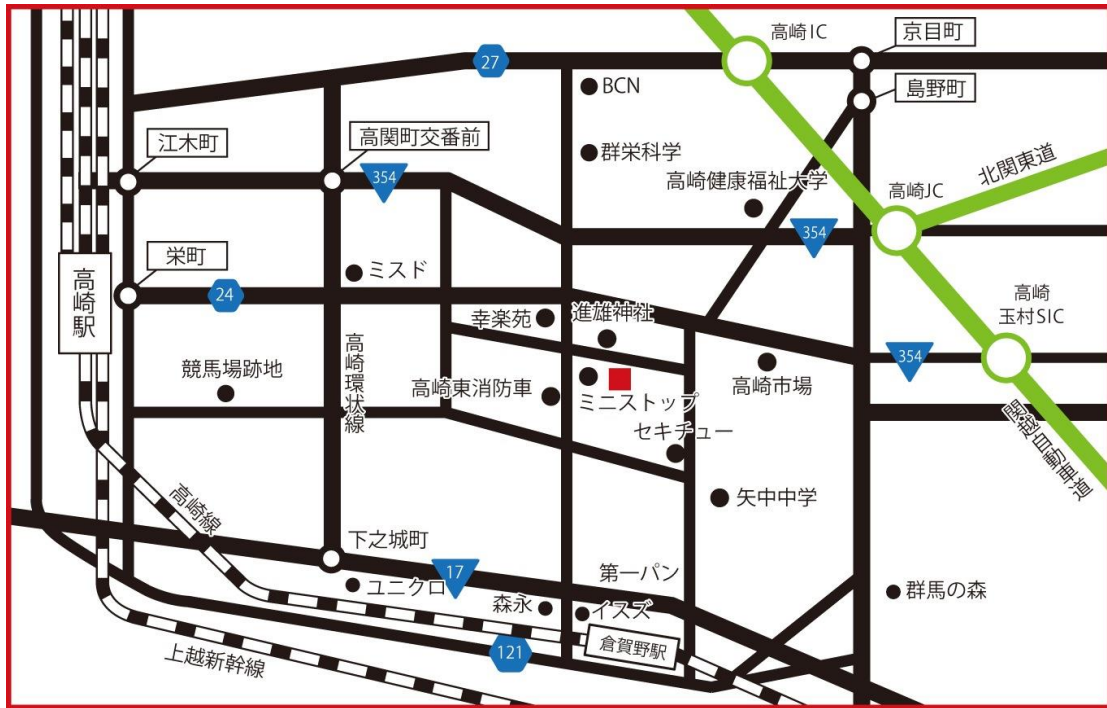 高崎IC
京目町
27
BCN
島野町
江木町
高関町交番前
群栄科学
354
高崎健康福祉大学
北関東道
高崎JC
354
栄町
ミスド
24
高崎駅
高崎
玉村SIC
幸楽苑
進雄神社
高崎環状線
競馬場跡地
高崎東消防車
高崎市場
354
ミニストップ
セキチュー
関越自動車道
高崎線
矢中中学
下之城町
17
第一パン
ユニクロ
森永
イスズ
群馬の森
倉賀野駅
121
上越新幹線